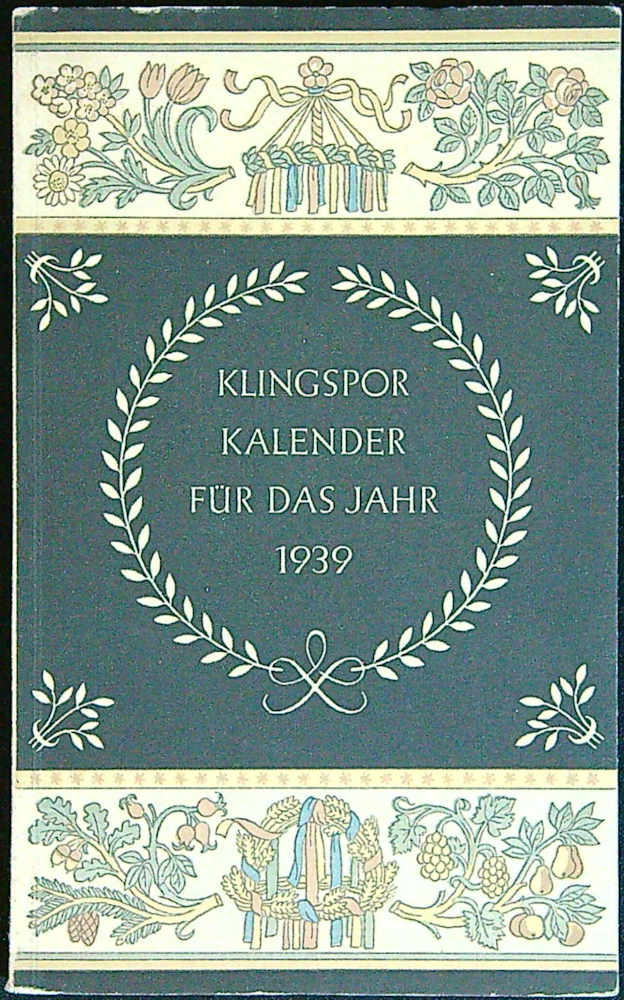 KLINGSPOR
KALENDER
FÜR DAS JAHR
1939